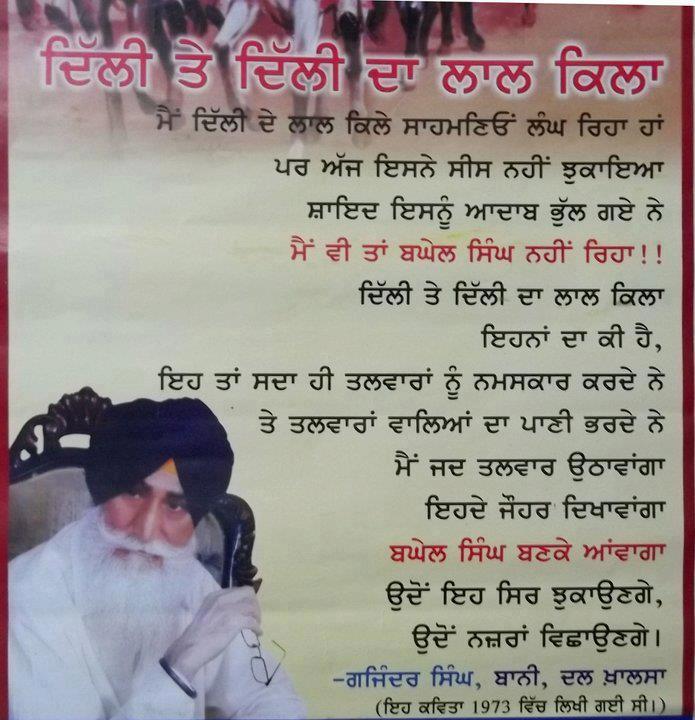 ਦਿੱਲੀ ਤੇ ਦਿੱਲੀ ਦਾ ਲਾਲ ਕਿਲਾ
ਮੈਂ ਦਿੱਲੀ ਦੇ ਲਾਲ ਕਿਲੇ ਸਾਹਮਣਿਓਂ ਲੰਘ ਰਿਹਾ ਹਾਂ
ਪਰ ਅੱਜ ਇਸਨੇ ਸੀਸ ਨਹੀਂ ਝੁਕਾਇਆ
ਸ਼ਾਇਦ ਇਸਨੂੰ ਆਦਾਬ ਭੁੱਲ ਗਏ ਨੇ
ਮੈਂ ਵੀ ਤਾਂ ਬਘੇਲ ਸਿੰਘ ਨਹੀਂ ਰਿਹਾ!!
ਦਿੱਲੀ ਤੇ ਦਿੱਲੀ ਦਾ ਲਾਲ ਕਿਲਾ
ਇਹਨਾਂ ਦਾ ਕੀ ਹੈ,
ਇਹ ਤਾਂ ਸਦਾ ਹੀ ਤਲਵਾਰਾਂ ਨੂੰ ਨਮਸਕਾਰ ਕਰਦੇ ਨੇ
ਤੇ ਤਲਵਾਰਾਂ ਵਾਲਿਆਂ ਦਾ ਪਾਣੀ ਭਰਦੇ ਨੇ
ਮੈਂ ਜਦ ਤਲਵਾਰ ਉਠਾਵਾਂਗਾ
ਇਹਦੇ ਜੌਹਰ ਦਿਖਾਵਾਂਗਾ
ਬਘੇਲ ਸਿੰਘ ਬਣਕੇ ਆਂਵਾਗਾ
ਉਦੋਂ ਇਹ ਸਿਰ ਝੁਕਾਉਣਗੇ,
ਉਦੋਂ ਨਜ਼ਰਾਂ ਵਿਛਾਉਣਗੇ।
-ਗਜਿੰਦਰ ਸਿੰਘ, ਬਾਨੀ, ਦਲ ਖ਼ਾਲਸਾ
(ਇਹ ਕਵਿਤਾ 1973 ਵਿੱਚ ਲਿਖੀ ਗਈ ਸੀ।)